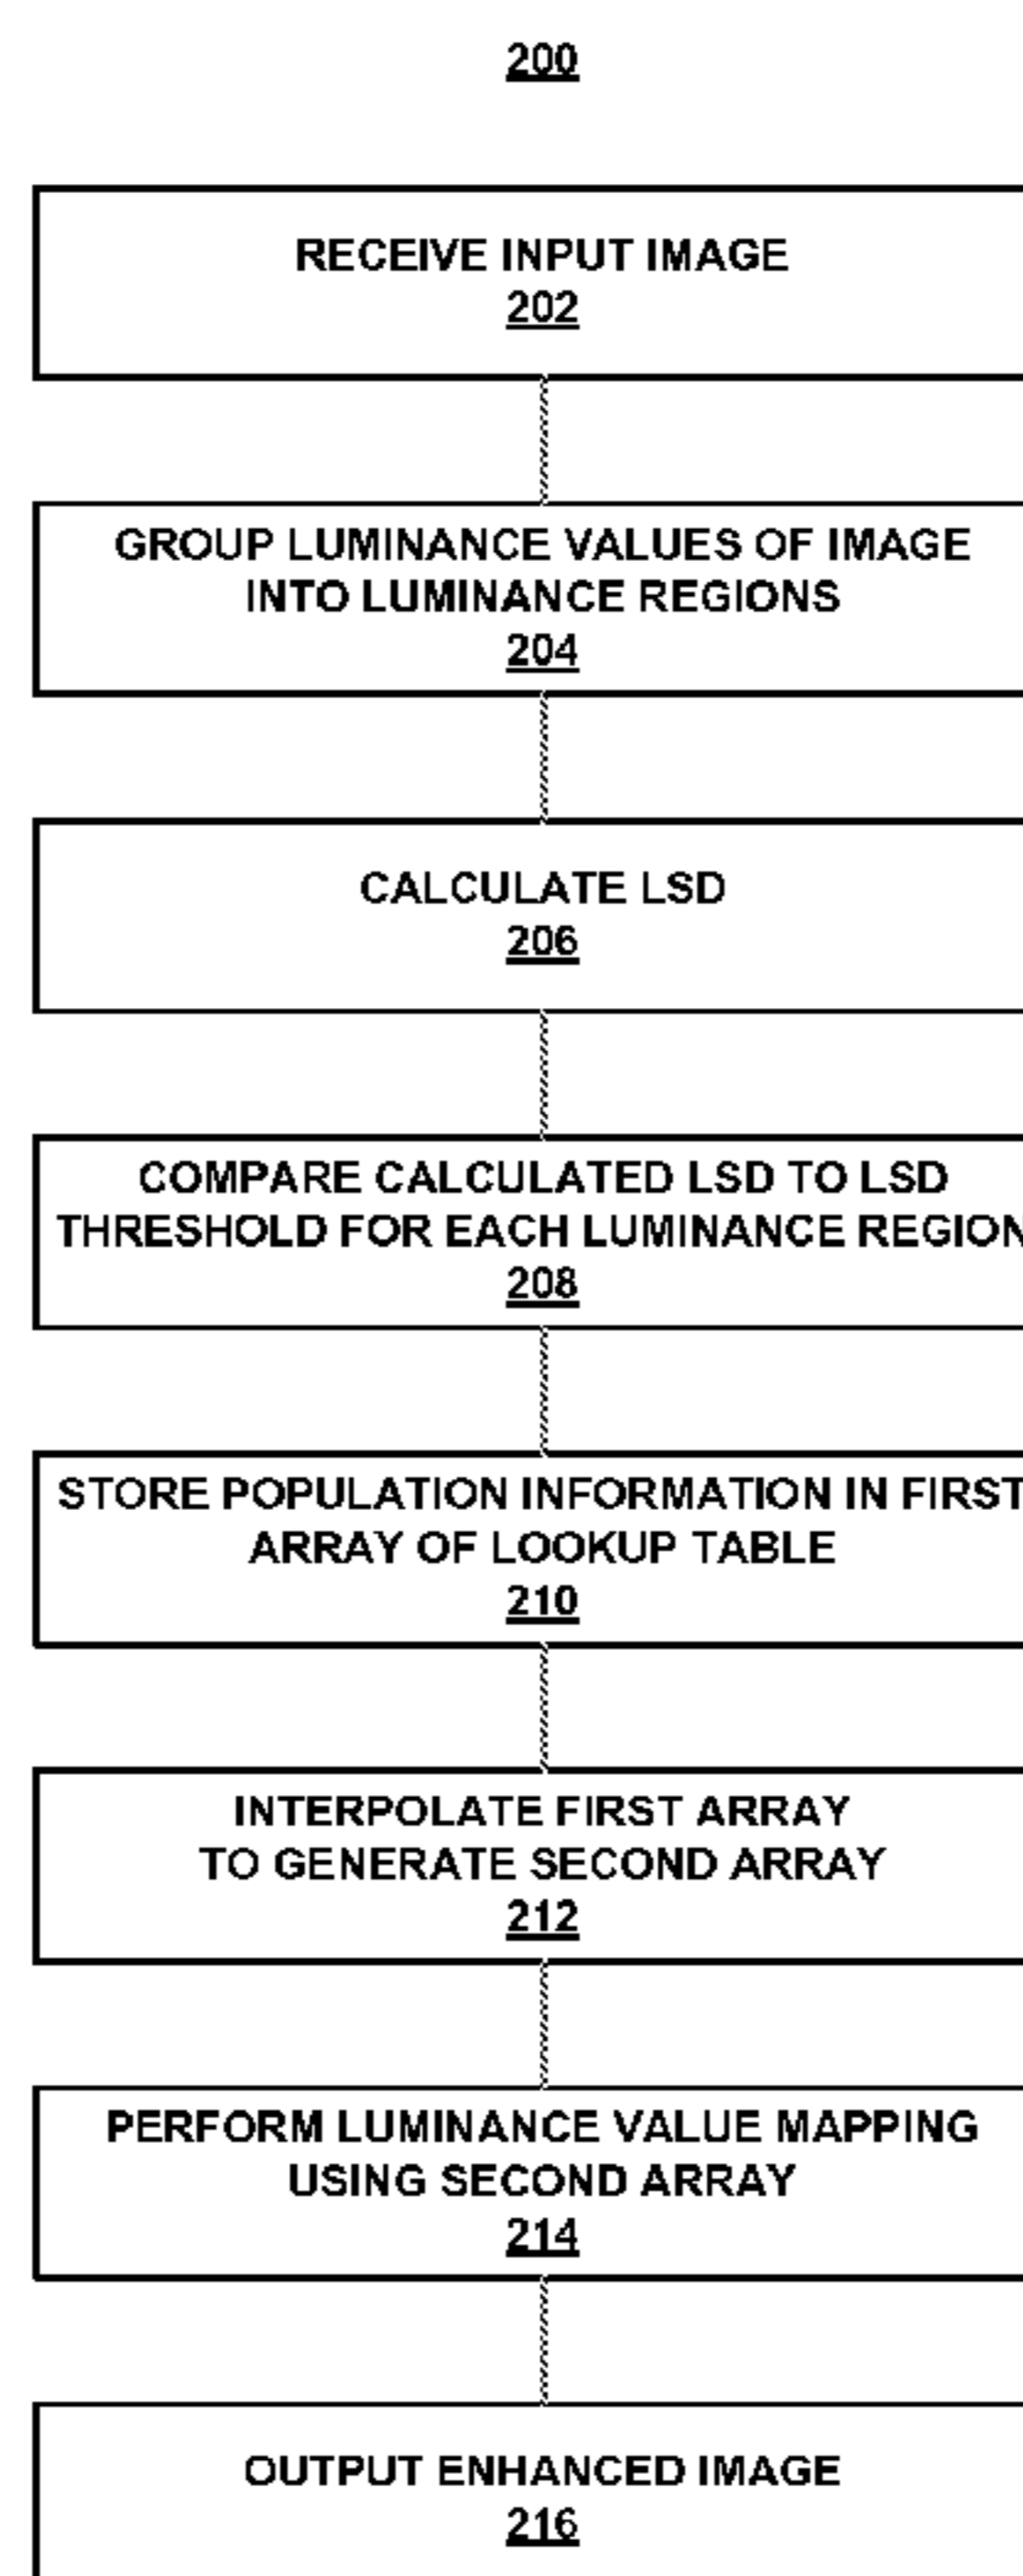 200
RECEIVE INPUT IMAGE
202
GROUP LUMINANCE VALUES OF IMAGE
INTO LUMINANCE REGIONS
204
CALCULATE LSD
206
COMPARE CALCULATED LSD TO LSD
THRESHOLD FOR EACH LUMINANCE REGION
208
STORE POPULATION INFORMATION IN FIRST
ARRAY OF LOOKUP TABLE
210
INTERPOLATE FIRST ARRAY
TO GENERATE SECOND ARRAY
212
PERFORM LUMINANCE VALUE MAPPING
USING SECOND ARRAY
214
OUTPUT ENHANCED IMAGE
216